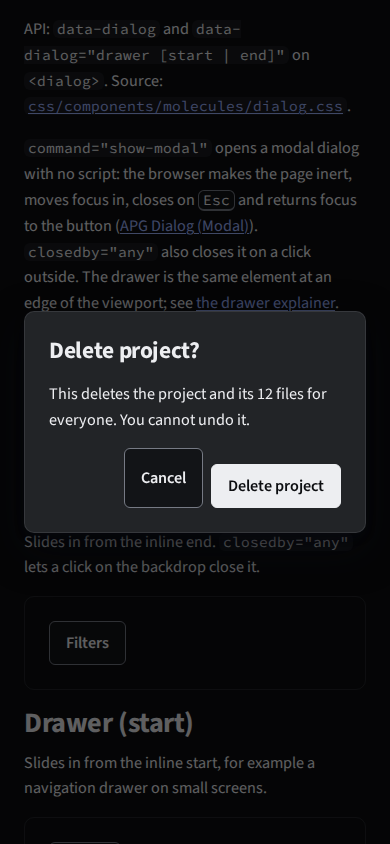 API: data-dialog and data-
dialog="drawer [start | end]" on
<dialog>. Source:
css/components/molecules/dialog.css.
command="show-modal" opens a modal dialog
with no script: the browser makes the page inert,
moves focus in, closes on Esc and returns focus
to the button (APG Dialog (Modal)).
closedby="any" also closes it on a click
outside. The drawer is the same element at an
edge of the viewport; see the drawer explainer.
Delete project?
This deletes the project and its 12 files for
everyone. You cannot undo it.
Cancel
Delete project
Slides in from the inline end. closedby="any"
lets a click on the backdrop close it.
Filters
Drawer (start)
Slides in from the inline start, for example a
navigation drawer on small screens.